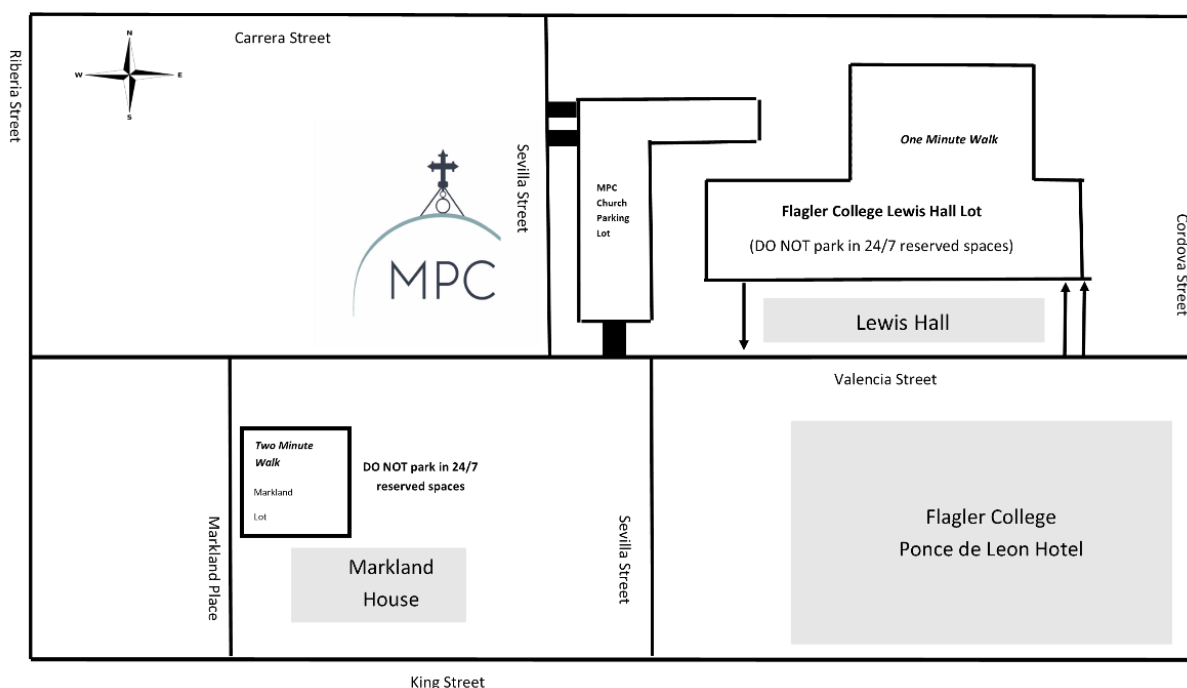 Carrera Street
Riberia Street
N
W
E
S
Sevilla Street
MPC
MPC
Church
Parking
Lot
One Minute Walk
Flagler College Lewis Hall Lot
(DO NOT park in 24/7 reserved spaces)
Cordova Street
Lewis Hall
Valencia Street
Two Minute
Walk
Markland
Lot
DO NOT park in 24/7
reserved spaces
Markland Place
Markland
House
Sevilla Street
Flagler College
Ponce de Leon Hotel
King Street